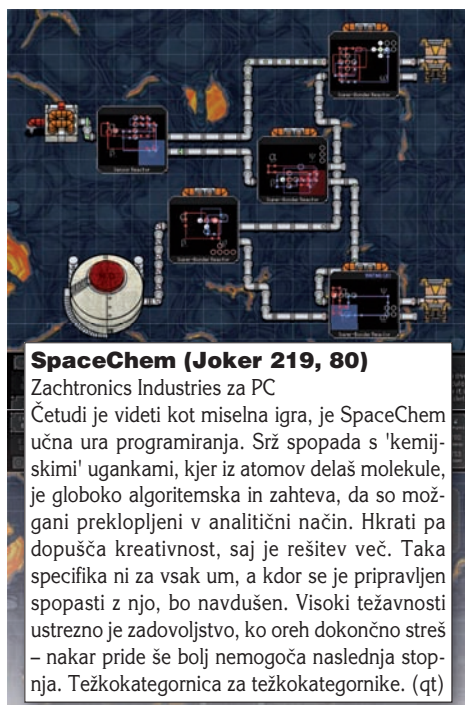 SpaceChem (Joker 219, 80)
Zachtronics Industries za PC
Četudi je videti kot miselna igra, je SpaceChem
učna ura programiranja. Srž spopada s 'kemij-
skimi' ugankami, kjer iz atomov delaš molekule,
je globoko algoritemska in zahteva, da so mož-
gani preklopljeni v analitični način. Hkrati pa
dopušča kreativnost, saj je rešitev več. Taka
specifika ni za vsak um, a kdor se je pripravljen
spopasti z njo, bo navdušen. Visoki težavnosti
ustrezno je zadovoljstvo, ko oreh dokončno streš
– nakar pride še bolj nemogoča naslednja stop-
nja. Težkokategornica za težkokategornike. (qt)